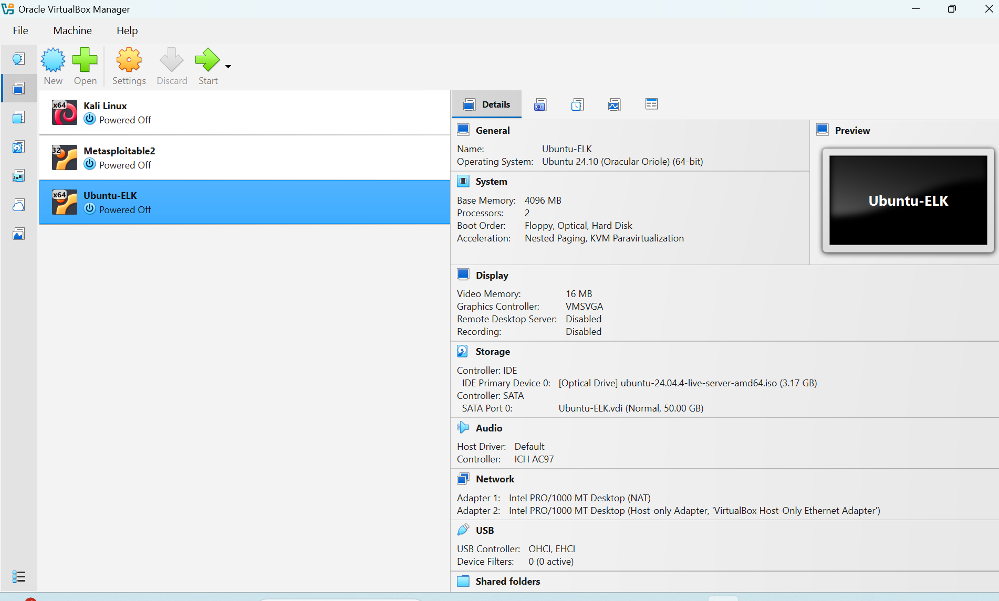 Oracle VirtualBox Manager
File Machine Help
New Open Settings Discard Start
x64 Kali Linux
Powered Off
32 Metasploitable2
Powered Off
x64 Ubuntu-ELK
Powered Off
Details
General
Name: Ubuntu-ELK
Operating System: Ubuntu 24.10 (Oracular Oriole) (64-bit)
Preview
Ubuntu-ELK
System
Base Memory: 4096 MB
Processors: 2
Boot Order: Floppy, Optical, Hard Disk
Acceleration: Nested Paging, KVM Paravirtualization
Display
Video Memory: 16 MB
Graphics Controller: VMSVGA
Remote Desktop Server: Disabled
Recording: Disabled
Storage
Controller: IDE
IDE Primary Device 0: [Optical Drive] ubuntu-24.04.4-live-server-amd64.iso (3.17 GB)
Controller: SATA
SATA Port 0: Ubuntu-ELK.vdi (Normal, 50.00 GB)
Audio
Host Driver: Default
Controller: ICH AC97
Network
Adapter 1: Intel PRO/1000 MT Desktop (NAT)
Adapter 2: Intel PRO/1000 MT Desktop (Host-only Adapter, 'VirtualBox Host-Only Ethernet Adapter')
USB
USB Controller: OHCI, EHCI
Device Filters: 0 (0 active)
Shared folders